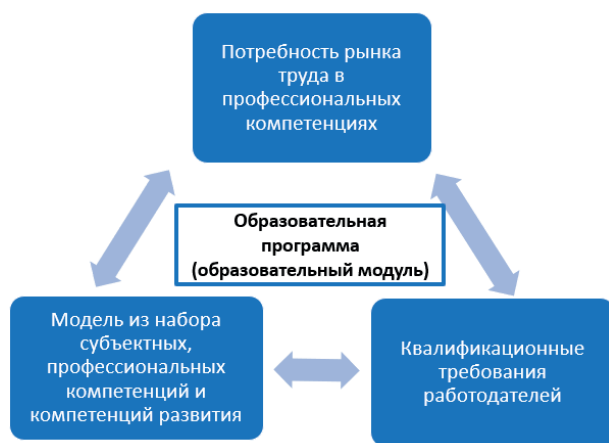 Потребность рынка
труда в
профессиональных
компетенциях
Образовательная
программа
(образовательный модуль)
Модель из набора
субъектных,
профессиональных
компетенций и
компетенций развития
Квалификационные
требования
работодателей